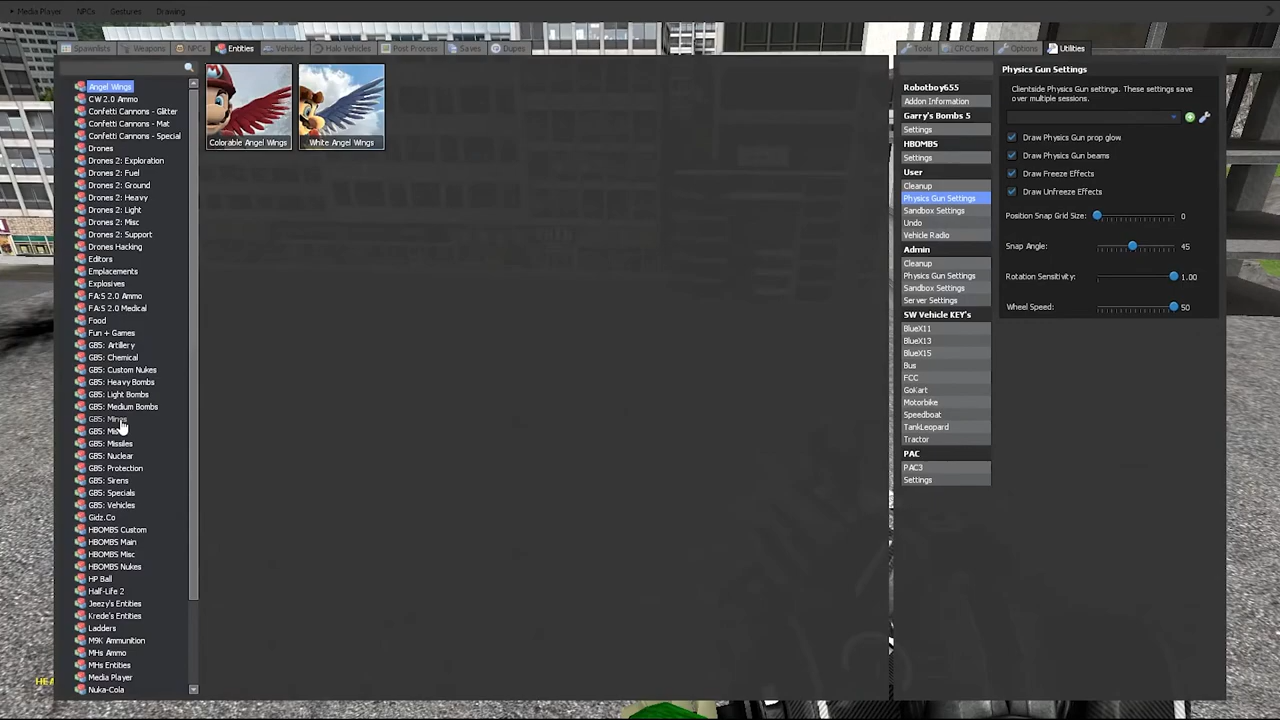 Media Player NPCs Gestures Drawing
Spawnlists Weapons NPCs Entities Vehicles Halo Vehicles Post Process Saves Dupes
Angel Wings
CW 2.0 Ammo
Confetti Cannons - Glitter
Confetti Cannons - Mat
Confetti Cannons - Special
Drones
Drones 2: Exploration
Drones 2: Fuel
Drones 2: Ground
Drones 2: Heavy
Drones 2: Light
Drones 2: Misc
Drones 2: Support
Drones Hacking
Editors
Emplacements
Explosives
FA:S 2.0 Ammo
FA:S 2.0 Medical
Food
Fun + Games
GB5: Artillery
GB5: Chemical
GB5: Custom Nukes
GB5: Heavy Bombs
GB5: Light Bombs
GB5: Medium Bombs
GB5: Mines
GB5:
GB5: Missiles
GB5: Nuclear
GB5: Protection
GB5: Sirens
GB5: Specials
GB5: Vehicles
Gidz.Co
HBOMBS Custom
HBOMBS Main
HBOMBS Misc
HBOMBS Nukes
HP Ball
Half-Life 2
Jeezy's Entities
Krede's Entities
Ladders
M9K Ammunition
MHs Ammo
MHs Entities
Media Player
Nuka-Cola
Colorable Angel Wings
White Angel Wings
Tools CRCCams Options Utilities
Robotboy655
Addon Information
Garry's Bombs 5
Settings
HBOMBS
Settings
User
Cleanup
Physics Gun Settings
Sandbox Settings
Undo
Vehicle Radio
Admin
Cleanup
Physics Gun Settings
Sandbox Settings
Server Settings
SW Vehicle KEY's
BlueX11
BlueX13
BlueX15
Bus
FCC
GoKart
Motorbike
Speedboat
TankLeopard
Tractor
PAC
PAC3
Settings
Physics Gun Settings
Clientside Physics Gun settings. These settings save
over multiple sessions.
Draw Physics Gun prop glow
Draw Physics Gun beams
Draw Freeze Effects
Draw Unfreeze Effects
Position Snap Grid Size: 0
Snap Angle: 45
Rotation Sensitivity: 1.00
Wheel Speed: 50